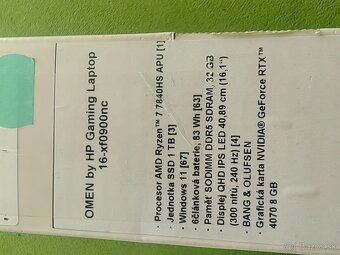 OMEN by HP Gaming Laptop
16-xf0900nc
• Procesor AMD Ryzen™ 7 7840HS APU [1]
• Jednotka SSD 1 TB [3]
• Windows 11 [67]
• 6článková baterie, 83 Wh [63]
• Paměť SODIMM DDR5 SDRAM, 32 GB
• Displej QHD IPS LED 40,89 cm (16,1")
(300 nitů, 240 Hz) [4]
• BANG & OLUFSEN
• Grafická karta NVIDIA® GeForce RTX™
4070 8 GB